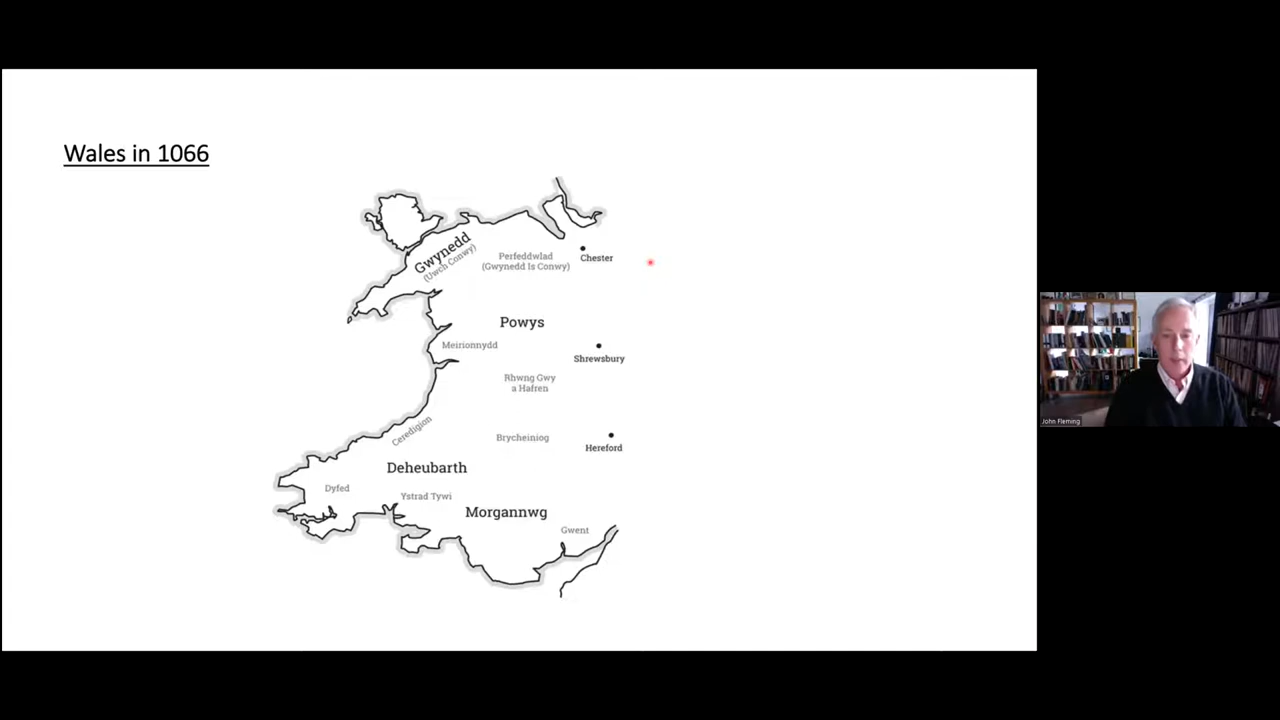 Wales in 1066
Gwynedd
(Uwch Conwy)
Perfeddwlad
(Gwynedd Is Conwy)
Chester
Powys
Meirionnydd
Shrewsbury
Rhwng Gwy
a Hafren
Ceredigion
Brycheiniog
Hereford
Deheubarth
Dyfed
Ystrad Tywi
Morgannwg
Gwent
John Fleming